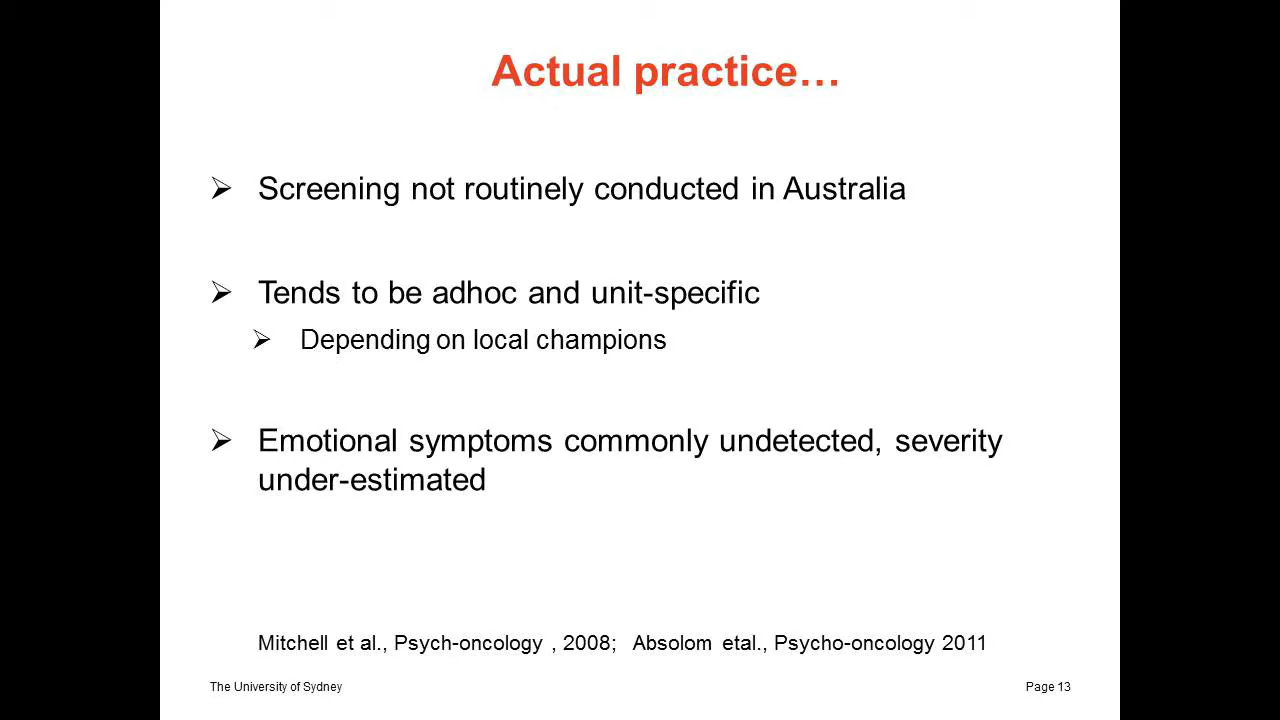 Actual practice…
➢ Screening not routinely conducted in Australia
➢ Tends to be adhoc and unit-specific
➢ Depending on local champions
➢ Emotional symptoms commonly undetected, severity
under-estimated
Mitchell et al., Psych-oncology , 2008; Absolom etal., Psycho-oncology 2011
The University of Sydney Page 13